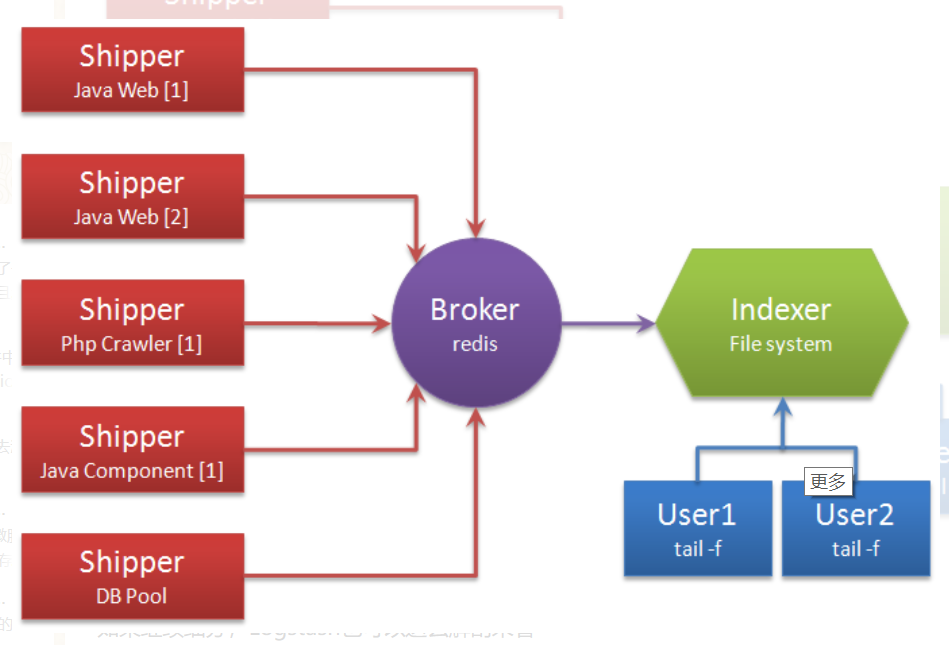 Shipper
Shipper
Java Web [1]
Shipper
Java Web [2]
Shipper
Php Crawler [1]
Shipper
Java Component [1]
Shipper
DB Pool
Broker
redis
Indexer
File system
更多
User1
tail -f
User2
tail -f